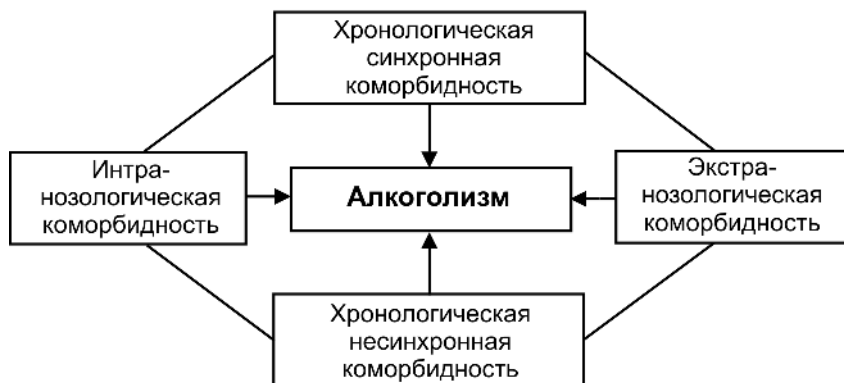 Хронологическая
синхронная
коморбидность
Интра-
нозологическая
коморбидность
Алкоголизм
Экстра-
нозологическая
коморбидность
Хронологическая
несинхронная
коморбидность